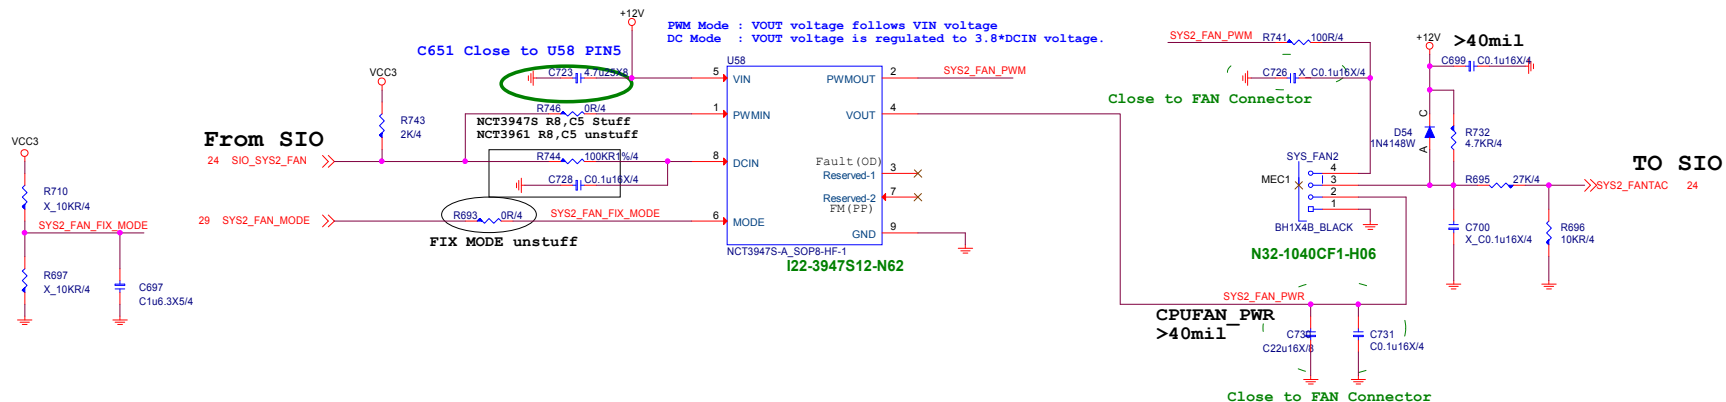 +12V
PWM Mode : VOUT voltage follows VIN voltage
DC Mode : VOUT voltage is regulated to 3.8*DCIN voltage.
C651 Close to U58 PIN5
SYS2_FAN_PWM
R741
100R/4
+12V
>40mil
C699
C0.1u16X/4
VCC3
C723
4.7u25X8
U58
5
VIN
PWMOUT
2
SYS2_FAN_PWM
C726
X_C0.1u16X/4
Close to FAN Connector
R746
0R/4
1
PWMIN
VOUT
4
NCT3947S R8,C5 Stuff
NCT3961 R8,C5 unstuff
R743
2K/4
VCC3
From SIO
24
SIO_SYS2_FAN
R744
100KR1%/4
8
DCIN
Fault(OD)
Reserved-1
3
C728
C0.1u16X/4
Reserved-2
7
FM(PP)
R710
X_10KR/4
29
SYS2_FAN_MODE
R693
0R/4
SYS2_FAN_FIX_MODE
6
MODE
FIX MODE unstuff
GND
9
NCT3947S-A_SOP8-HF-1
I22-3947S12-N62
SYS2_FAN_FIX_MODE
R697
X_10KR/4
C697
C1u6.3X5/4
C
D54
1N4148W
A
R732
4.7KR/4
SYS_FAN2
MEC1
4
3
2
1
BH1X4B_BLACK
N32-1040CF1-H06
R695
27K/4
TO SIO
SYS2_FANTAC
24
C700
X_C0.1u16X/4
R696
10KR/4
SYS2_FAN_PWR
CPUFAN_PWR
>40mil
C22u16X/8
C731
C0.1u16X/4
Close to FAN Connector